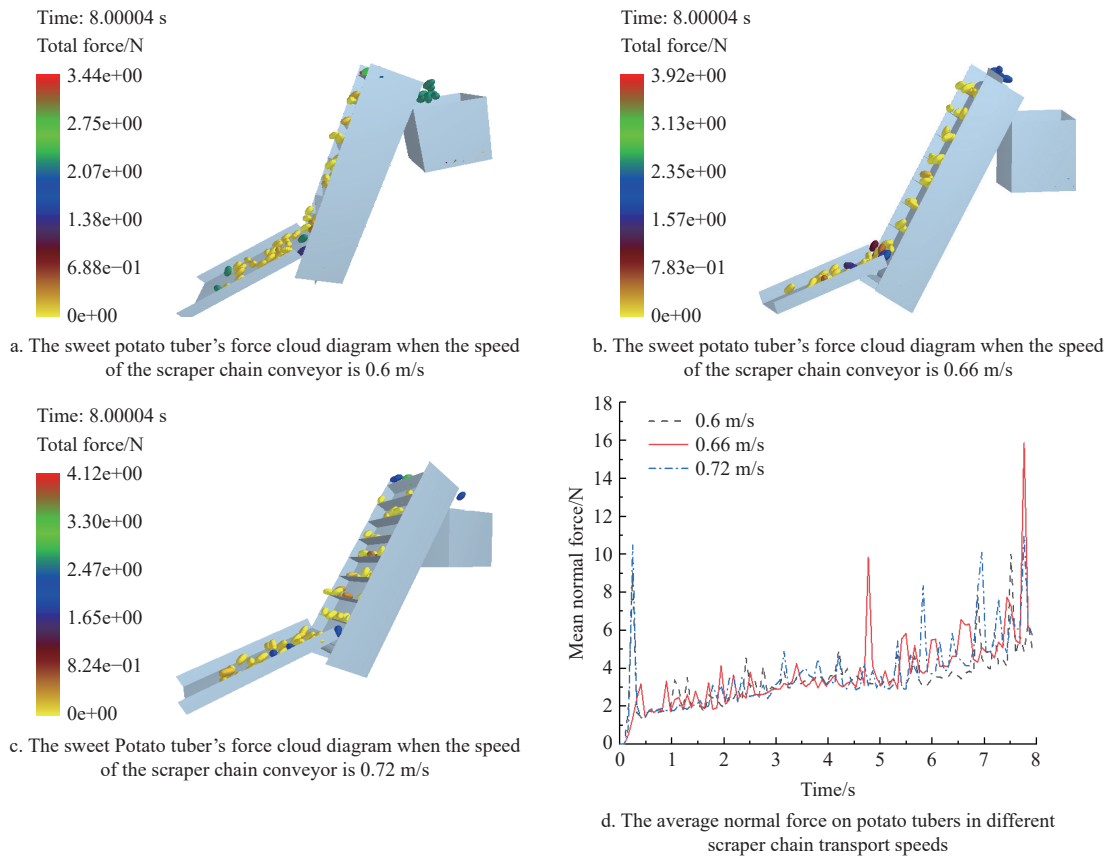 Time: 8.00004 s
Total force/N
3.44e+00
2.75e+00
2.07e+00
1.38e+00
6.88e−01
0e+00
a. The sweet potato tuber’s force cloud diagram when the speed
of the scraper chain conveyor is 0.6 m/s
Time: 8.00004 s
Total force/N
3.92e+00
3.13e+00
2.35e+00
1.57e+00
7.83e−01
0e+00
b. The sweet potato tuber’s force cloud diagram when the speed
of the scraper chain conveyor is 0.66 m/s
Time: 8.00004 s
Total force/N
4.12e+00
3.30e+00
2.47e+00
1.65e+00
8.24e−01
0e+00
c. The sweet Potato tuber’s force cloud diagram when the speed
of the scraper chain conveyor is 0.72 m/s
18
16
14
12
10
8
6
4
2
0
Mean normal force/N
0.6 m/s
0.66 m/s
0.72 m/s
0 1 2 3 4 5 6 7 8
Time/s
d. The average normal force on potato tubers in different
scraper chain transport speeds